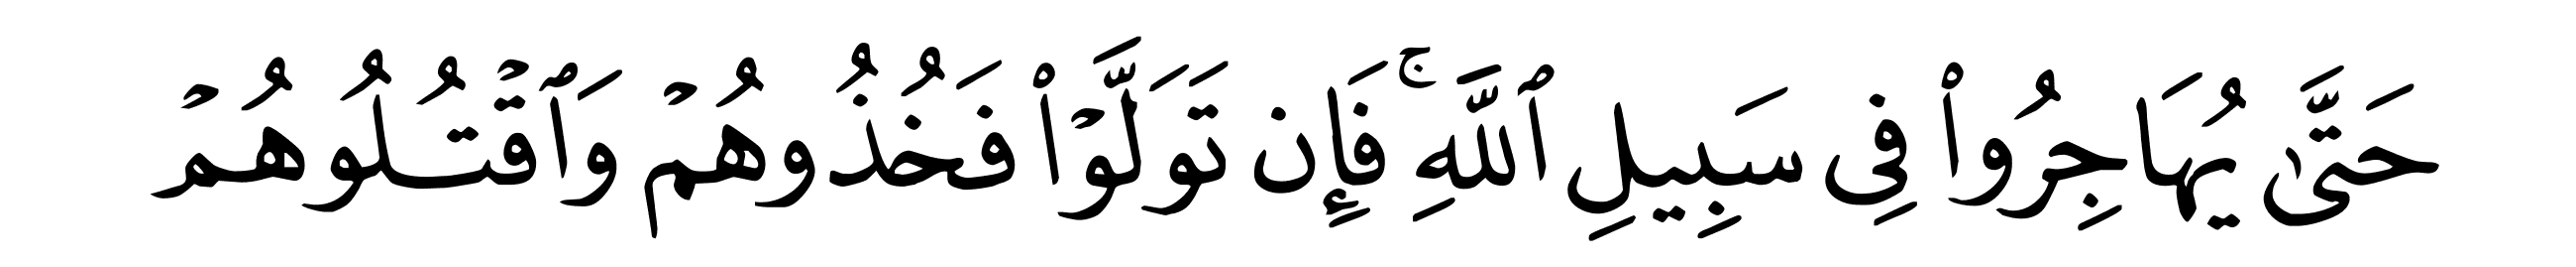 حَتَّىٰ يُهَاجِرُوا۟ فِى سَبِيلِ ٱللَّهِ ۚ فَإِن تَوَلَّوْا۟ فَخُذُوهُمْ وَٱقْتُلُوهُمْ